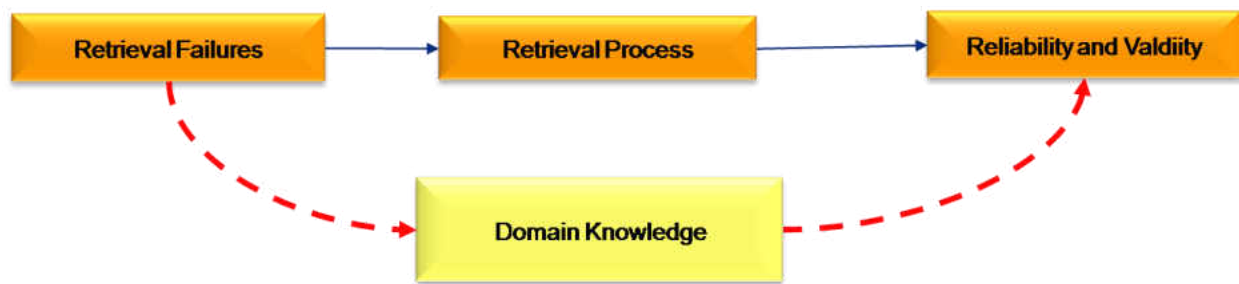 Retrieval Failures
Retrieval Process
Reliability and Valdiity
Domain Knowledge